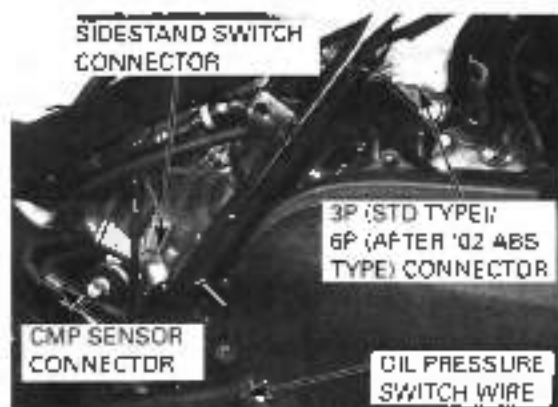 SIDESTAND SWITCH
CONNECTOR
3P (STD TYPE)/
6P (AFTER '02 ABS
TYPE) CONNECTOR
CMP SENSOR
CONNECTOR
OIL PRESSURE
SWITCH WIRE